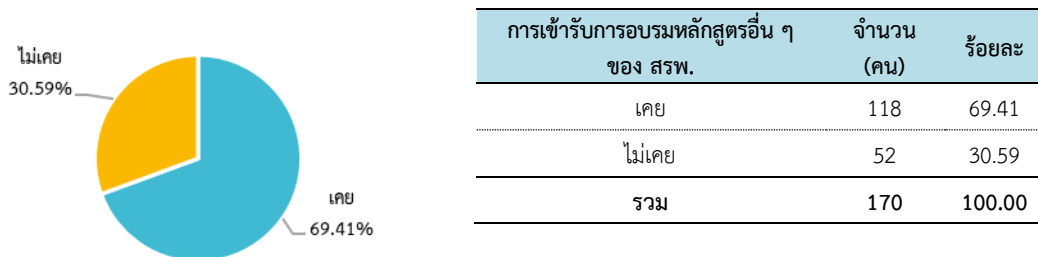 ไม่เคย
30.59%
เคย
69.41%
การเข้ารับการอบรมหลักสูตรอื่น ๆ ของ สรพ. จำนวน (คน) ร้อยละ
เคย 118 69.41
ไม่เคย 52 30.59
รวม 170 100.00